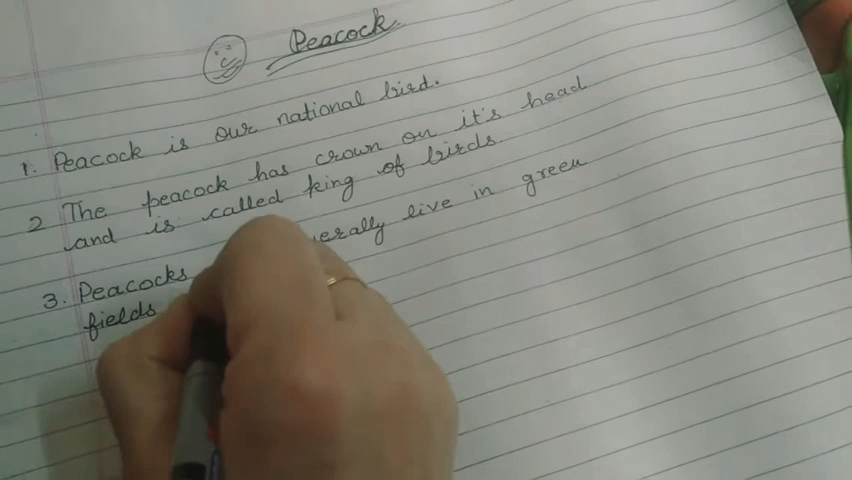 Peacock
1. Peacock is our national bird.
2 The peacock has crown on it's head
and is called king of birds
3. Peacocks live in green
fields